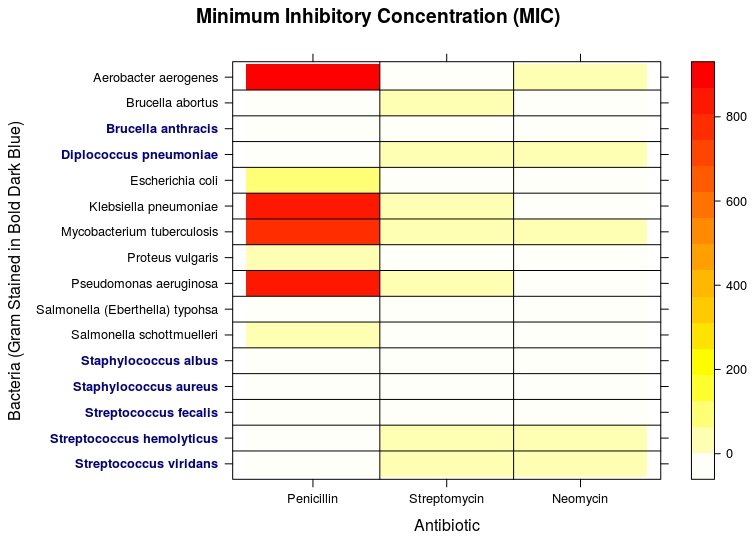 Minimum Inhibitory Concentration (MIC)
Bacteria (Gram Stained in Bold Dark Blue)
Aerobacter aerogenes
Brucella abortus
Brucella anthracis
Diplococcus pneumoniae
Escherichia coli
Klebsiella pneumoniae
Mycobacterium tuberculosis
Proteus vulgaris
Pseudomonas aeruginosa
Salmonella (Eberthella) typohsa
Salmonella schottmuelleri
Staphylococcus albus
Staphylococcus aureus
Streptococcus fecalis
Streptococcus hemolyticus
Streptococcus viridans
Penicillin
Streptomycin
Neomycin
Antibiotic
800
600
400
200
0